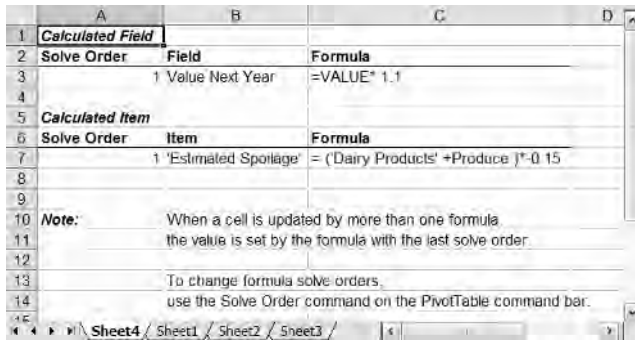 A B C D
1 Calculated Field
2 Solve Order Field Formula
3 1 Value Next Year =VALUE* 1.1
4
5 Calculated Item
6 Solve Order Item Formula
7 1 'Estimated Spoilage' = ('Dairy Products' +Produce )*-0.15
8
9
10 Note: When a cell is updated by more than one formula
11 the value is set by the formula with the last solve order
12
13 To change formula solve orders,
14 use the Solve Order command on the PivotTable command bar.
15
Sheet4 Sheet1 Sheet2 Sheet3